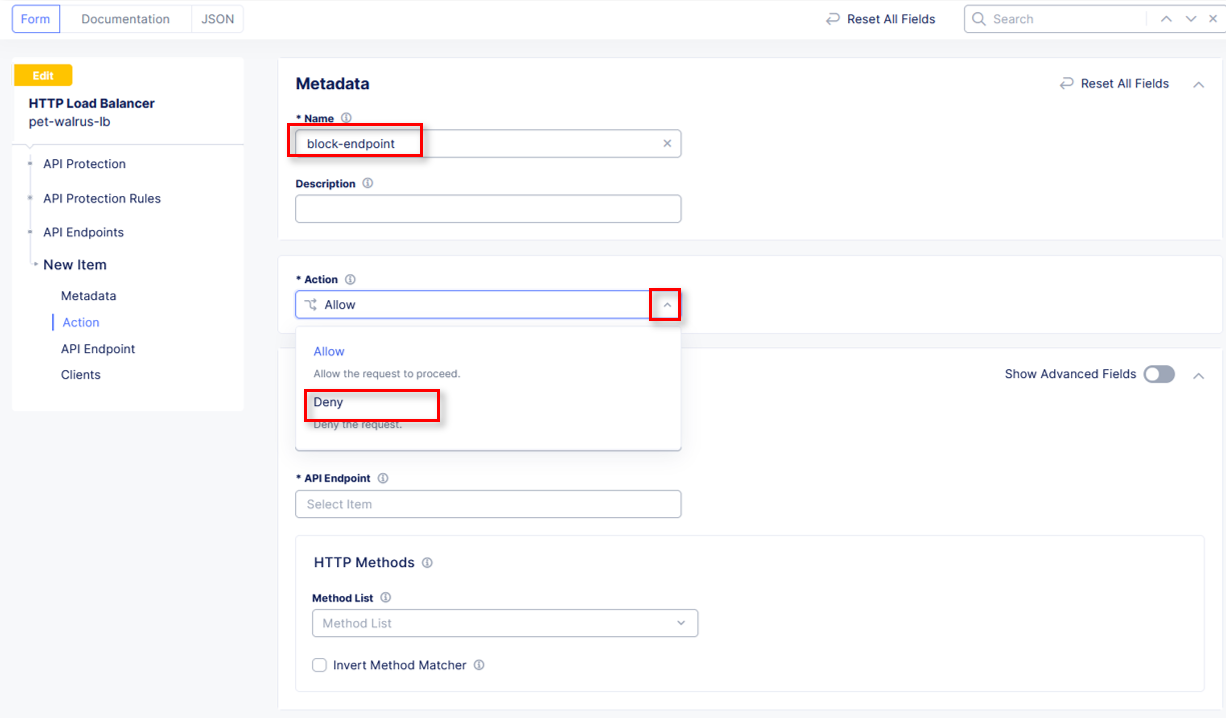 Form Documentation JSON Reset All Fields Search
Edit
HTTP Load Balancer
pet-walrus-lb
API Protection
API Protection Rules
API Endpoints
New Item
Metadata
Action
API Endpoint
Clients
Metadata Reset All Fields
* Name
block-endpoint
Description
* Action
Allow
Allow
Allow the request to proceed.
Deny
Deny the request.
Show Advanced Fields
* API Endpoint
Select Item
HTTP Methods
Method List
Method List
Invert Method Matcher